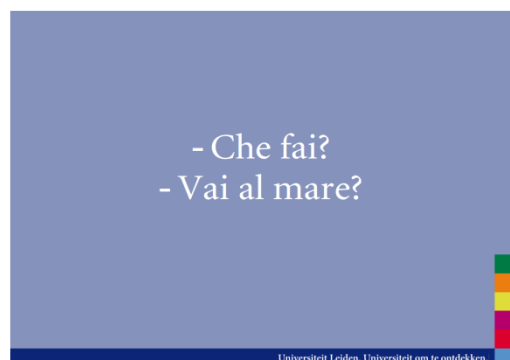 - Che fai?
- Vai al mare?
Universiteit Leiden. Universiteit om te ontdekken.